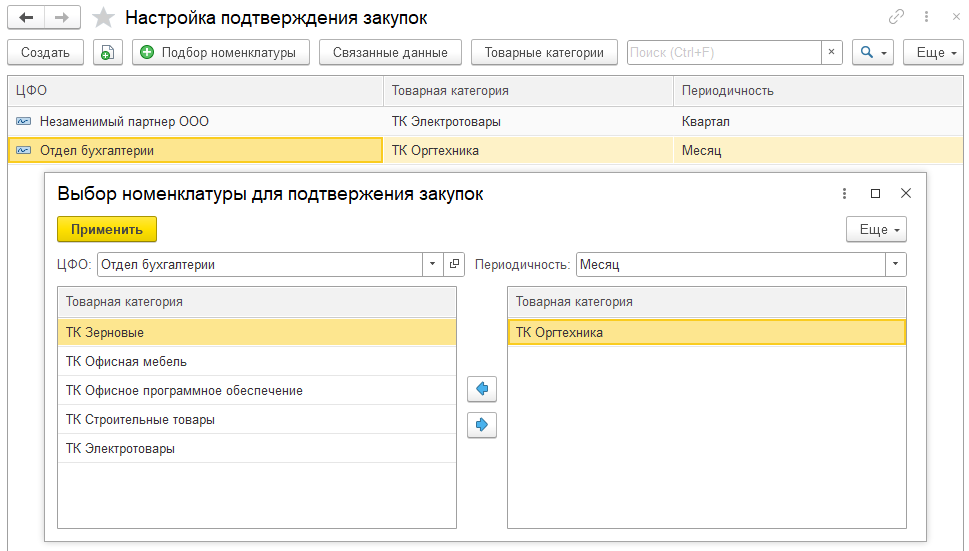 Настройка подтверждения закупок
Создать Подбор номенклатуры Связанные данные Товарные категории Поиск (Ctrl+F) × Еще
ЦФО Товарная категория Периодичность
Незаменимый партнер ООО ТК Электротовары Квартал
Отдел бухгалтерии ТК Оргтехника Месяц
Выбор номенклатуры для подтвержения закупок
Применить Еще
ЦФО: Отдел бухгалтерии Периодичность: Месяц
Товарная категория Товарная категория
ТК Зерновые ТК Оргтехника
ТК Офисная мебель
ТК Офисное программное обеспечение
ТК Строительные товары
ТК Электротовары